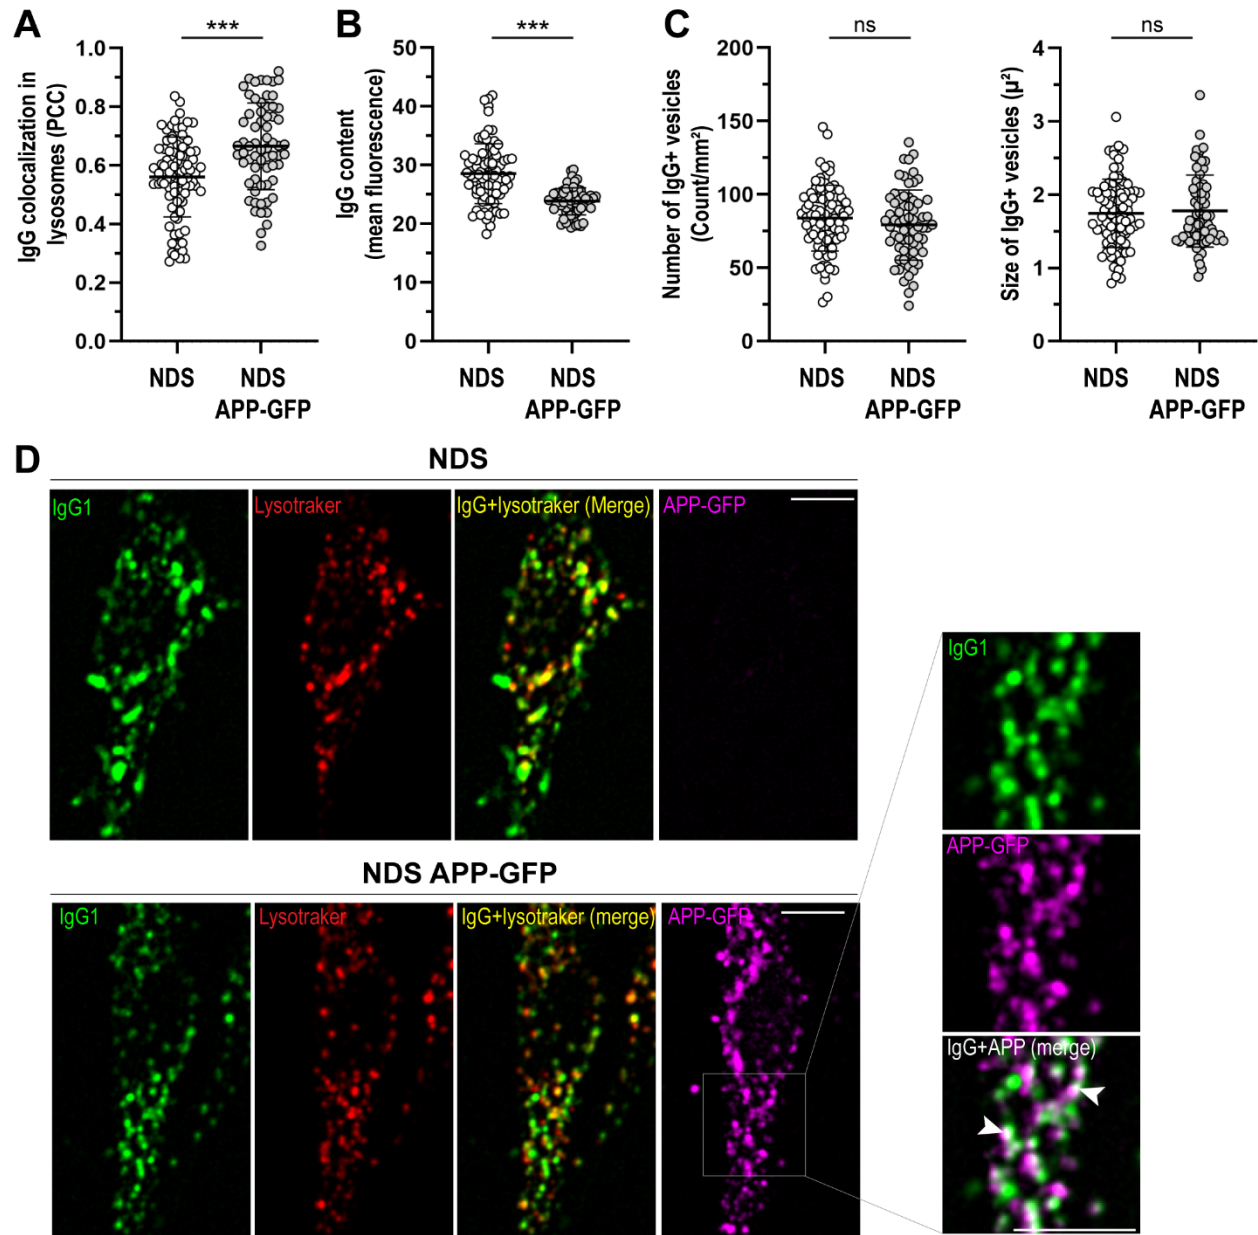 A
***
IgG colocalization in
lysosomes (PCC)
1.0
0.8
0.6
0.4
0.2
0.0
NDS
NDS
APP-GFP
B
***
IgG content
(mean fluorescence)
50
40
30
20
10
0
NDS
NDS
APP-GFP
C
ns
Number of IgG+ vesicles
(Count/mm²)
200
150
100
50
0
NDS
NDS
APP-GFP
ns
Size of IgG+ vesicles (µ²)
6
4
2
0
NDS
NDS
APP-GFP
D
NDS
IgG1
Lysotraker
IgG+lysotraker (Merge)
APP-GFP
NDS APP-GFP
IgG1
Lysotraker
IgG+lysotraker (merge)
APP-GFP
IgG1
APP-GFP
IgG+APP (merge)